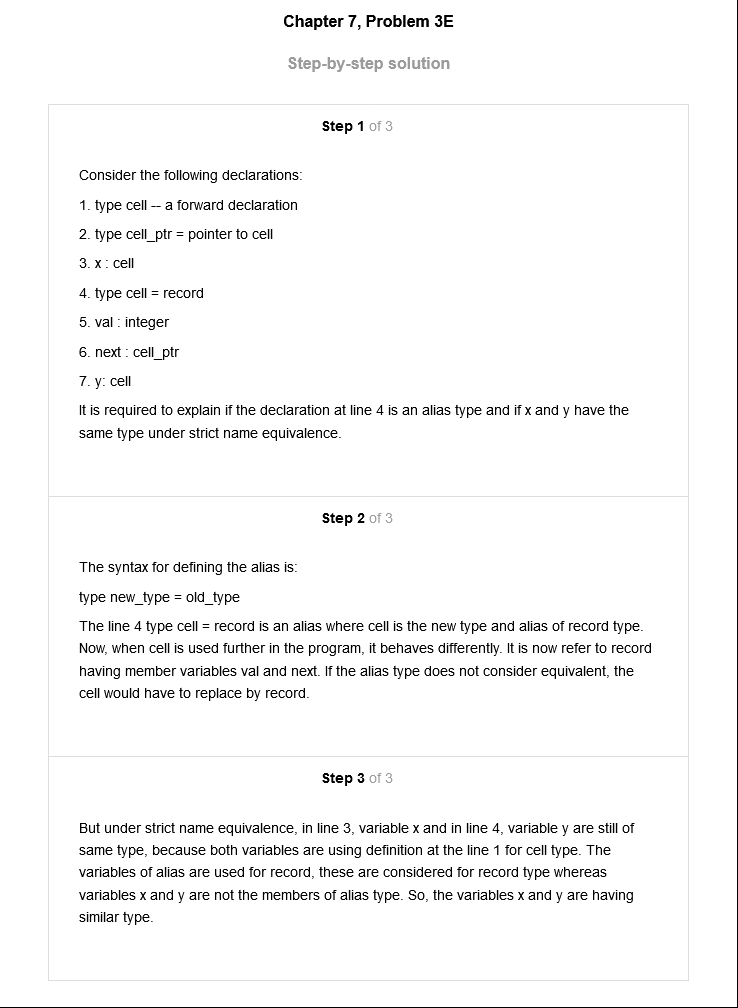 Chapter 7, Problem 3E
Step-by-step solution
Step 1 of 3
Consider the following declarations:
1. type cell -- a forward declaration
2. type cell_ptr = pointer to cell
3. x : cell
4. type cell = record
5. val : integer
6. next : cell_ptr
7. y: cell
It is required to explain if the declaration at line 4 is an alias type and if x and y have the
same type under strict name equivalence.
Step 2 of 3
The syntax for defining the alias is:
type new_type = old_type
The line 4 type cell = record is an alias where cell is the new type and alias of record type.
Now, when cell is used further in the program, it behaves differently. It is now refer to record
having member variables val and next. If the alias type does not consider equivalent, the
cell would have to replace by record.
Step 3 of 3
But under strict name equivalence, in line 3, variable x and in line 4, variable y are still of
same type, because both variables are using definition at the line 1 for cell type. The
variables of alias are used for record, these are considered for record type whereas
variables x and y are not the members of alias type. So, the variables x and y are having
similar type.